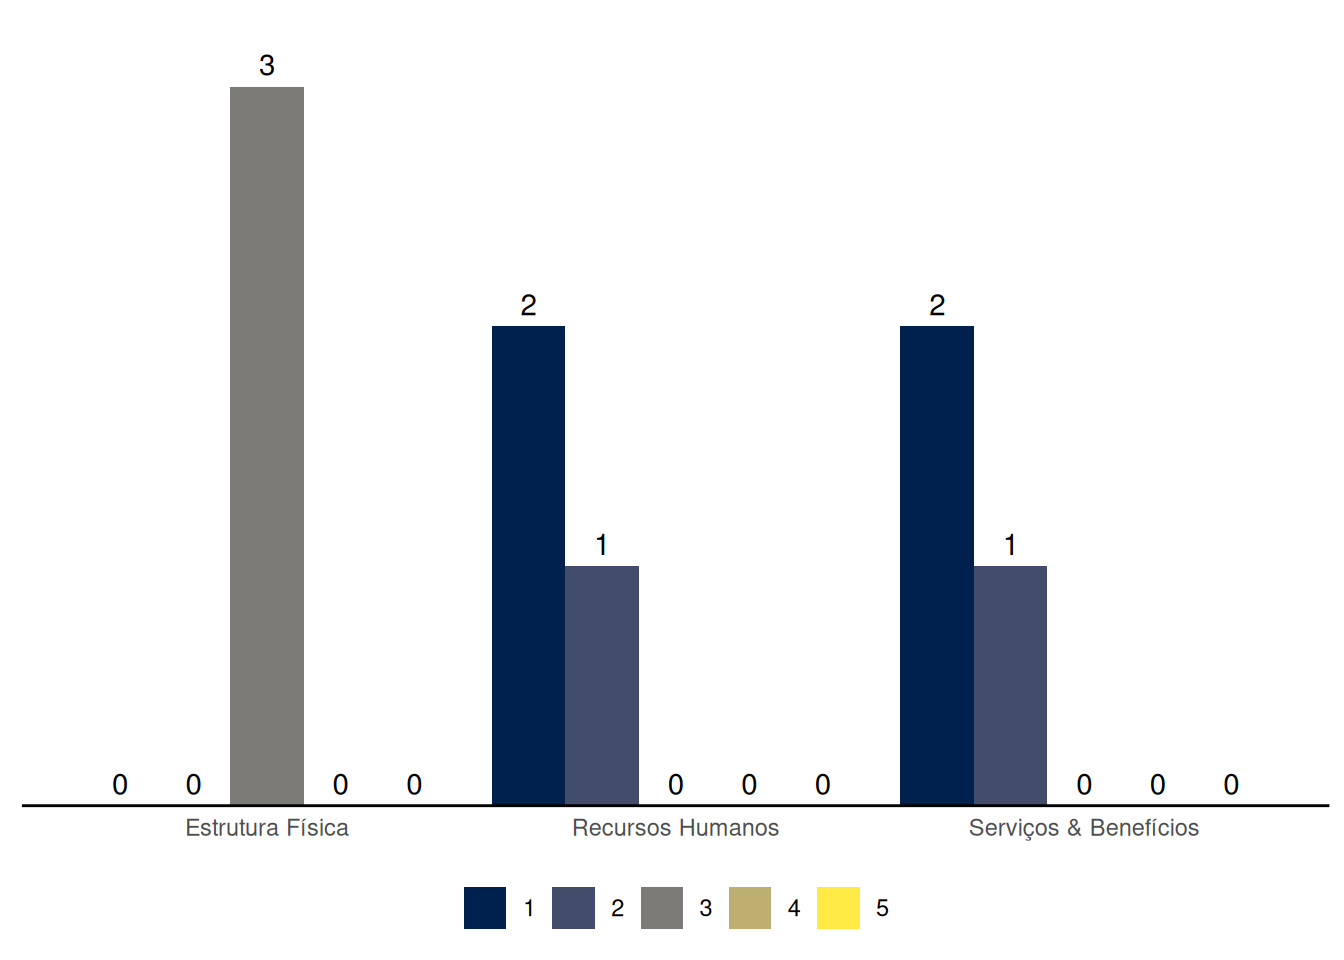 3
2 2
1 1
0 0 0 0 0 0 0 0 0 0
Estrutura Física Recursos Humanos Serviços & Benefícios
1 2 3 4 5